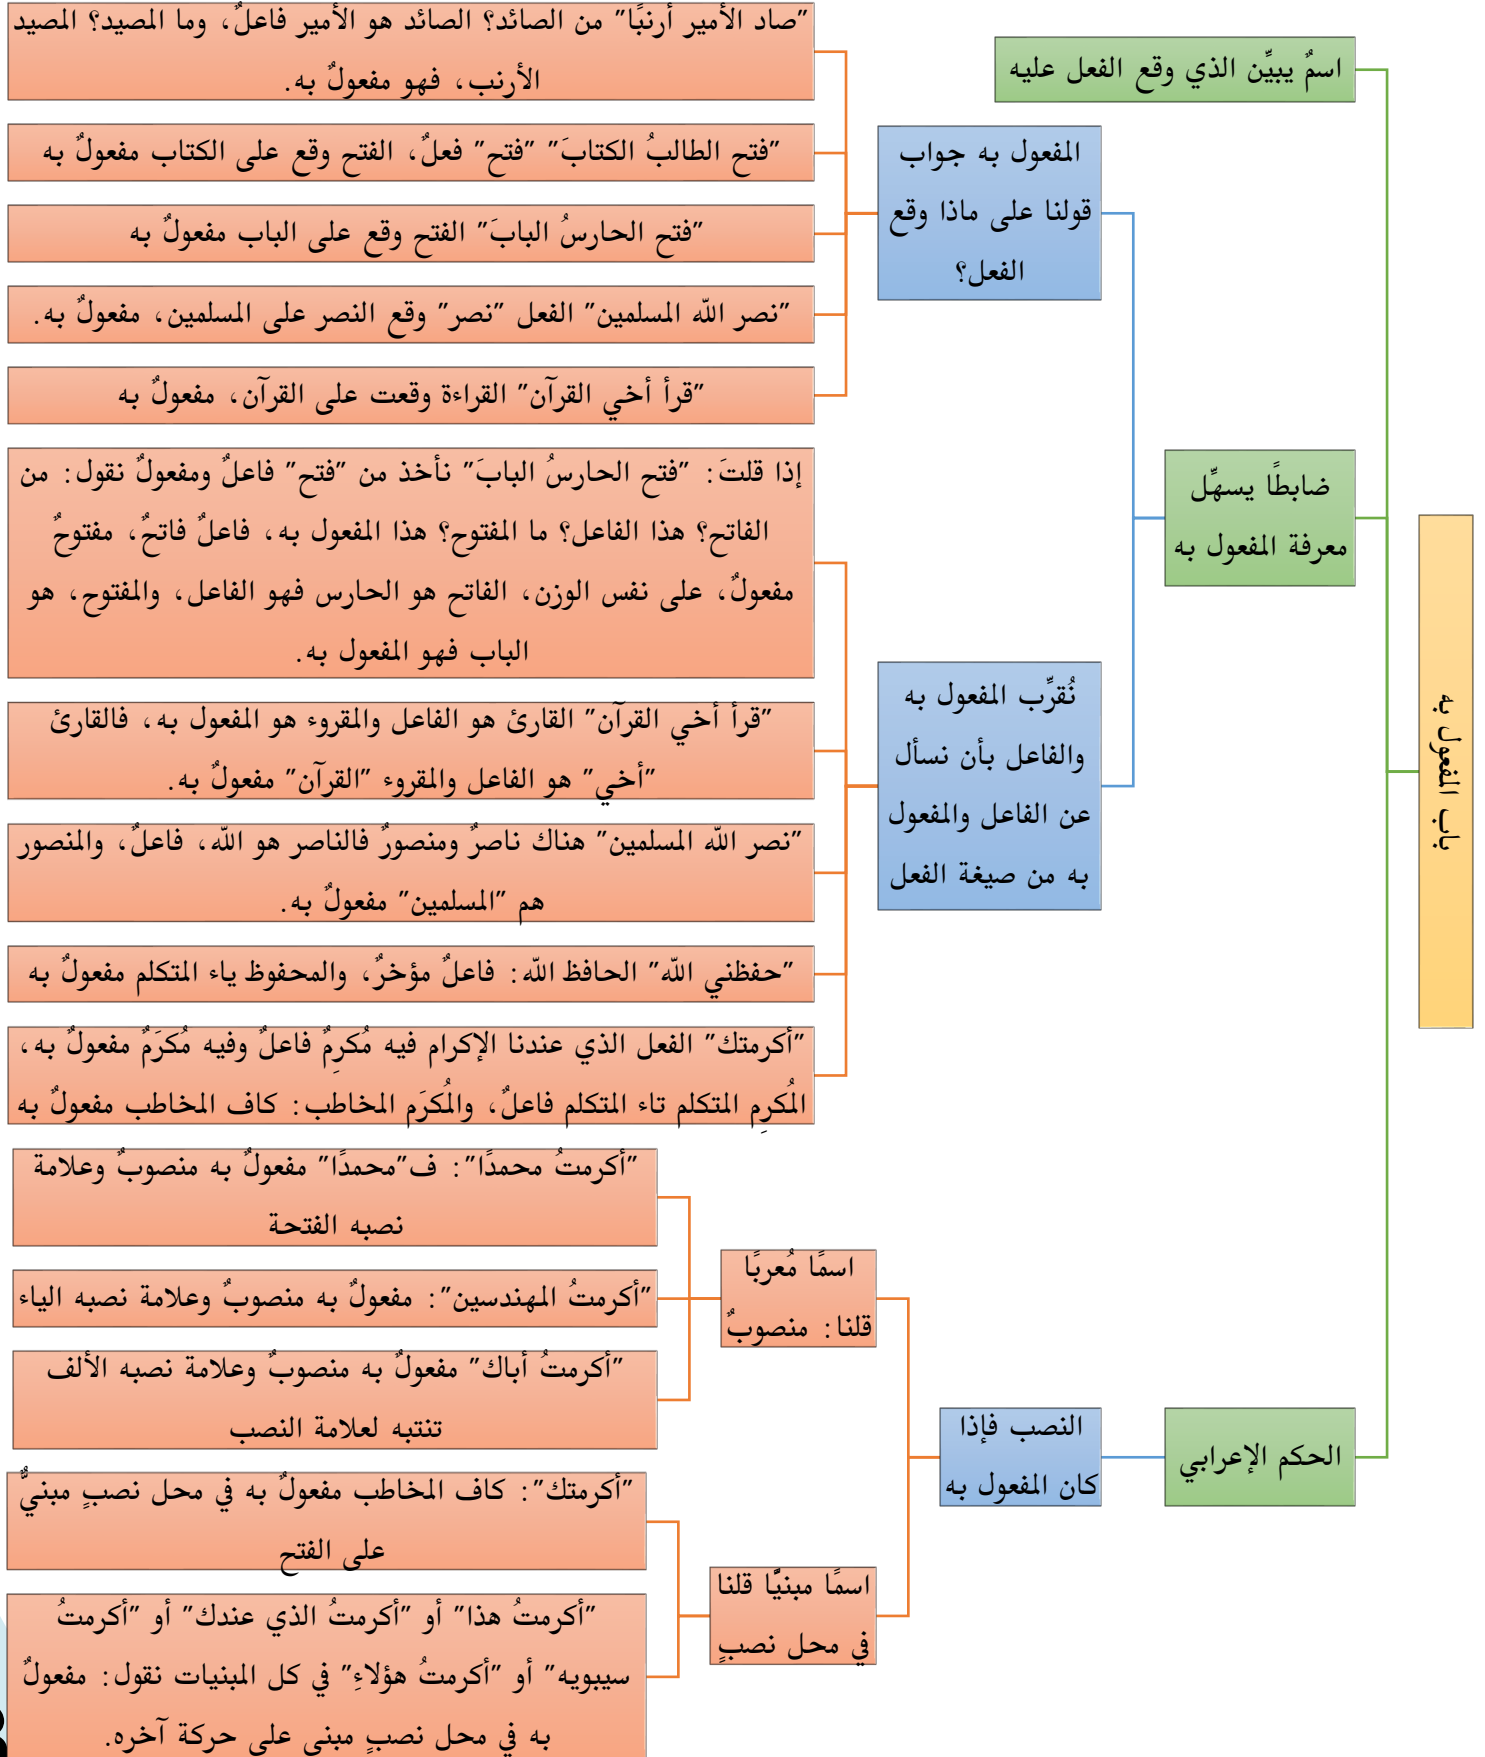 باب المفعول به
اسمٌ يبيِّن الذي وقع الفعل عليه
ضابطًا يسهِّل
معرفة المفعول به
المفعول به جواب
قولنا على ماذا وقع
الفعل؟
"صاد الأمير أرنبًا" من الصائد؟ الصائد هو الأمير فاعلٌ، وما المصيد؟ المصيد
الأرنب، فهو مفعولٌ به.
"فتح الطالبُ الكتابَ" "فتح" فعلٌ، الفتح وقع على الكتاب مفعولٌ به
"فتح الحارسُ البابَ" الفتح وقع على الباب مفعولٌ به
"نصر الله المسلمين" الفعل "نصر" وقع النصر على المسلمين، مفعولٌ به.
"قرأ أخي القرآن" القراءة وقعت على القرآن، مفعولٌ به
نُقرِّب المفعول به
والفاعل بأن نسأل
عن الفاعل والمفعول
به من صيغة الفعل
إذا قلتَ: "فتح الحارسُ البابَ" نأخذ من "فتح" فاعلٌ ومفعولٌ نقول: من
الفاتح؟ هذا الفاعل؟ ما المفتوح؟ هذا المفعول به، فاعلٌ فاتحٌ، مفتوحٌ
مفعولٌ، على نفس الوزن، الفاتح هو الحارس فهو الفاعل، والمفتوح، هو
الباب فهو المفعول به.
"قرأ أخي القرآن" القارئ هو الفاعل والمقروء هو المفعول به، فالقارئ
"أخي" هو الفاعل والمقروء "القرآن" مفعولٌ به.
"نصر الله المسلمين" هناك ناصرٌ ومنصورٌ فالناصر هو الله، فاعلٌ، والمنصور
هم "المسلمين" مفعولٌ به.
"حفظني الله" الحافظ الله: فاعلٌ مؤخرٌ، والمحفوظ ياء المتكلم مفعولٌ به
"أكرمتك" الفعل الذي عندنا الإكرام فيه مُكرِمٌ فاعلٌ وفيه مُكرَمٌ مفعولٌ به،
المُكرِم المتكلم تاء المتكلم فاعلٌ، والمُكرَم المخاطب: كاف المخاطب مفعولٌ به
الحكم الإعرابي
النصب فإذا
كان المفعول به
اسمًا مُعربًا
قلنا: منصوبٌ
"أكرمتُ محمدًا": ف"محمدًا" مفعولٌ به منصوبٌ وعلامة
نصبه الفتحة
"أكرمتُ المهندسين": مفعولٌ به منصوبٌ وعلامة نصبه الياء
"أكرمتُ أباك" مفعولٌ به منصوبٌ وعلامة نصبه الألف
تنتبه لعلامة النصب
اسمًا مبنيًّا قلنا
في محل نصبٍ
"أكرمتك": كاف المخاطب مفعولٌ به في محل نصبٍ مبنيٌّ
على الفتح
"أكرمتُ هذا" أو "أكرمتُ الذي عندك" أو "أكرمتُ
سيبويه" أو "أكرمتُ هؤلاءِ" في كل المبنيات نقول: مفعولٌ
به في محل نصبٍ مبني على حركة آخره.